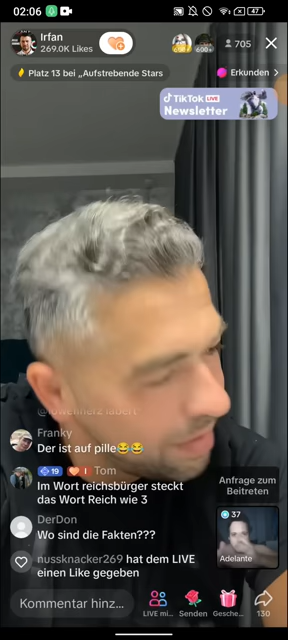 02:06
47
Irfan
269.0K Likes
705
Platz 13 bei „Aufstrebende Stars
Erkunden
TikTok LIVE
Newsletter
Franky
Der ist auf pille😂😂
19 I Tom
Im Wort reichsbürger steckt
das Wort Reich wie 3
DerDon
Wo sind die Fakten???
nussknacker269 hat dem LIVE
einen Like gegeben
Anfrage zum
Beitreten
37
Adelante
Kommentar hinz...
LIVE mi...
Senden
Gesche...
130